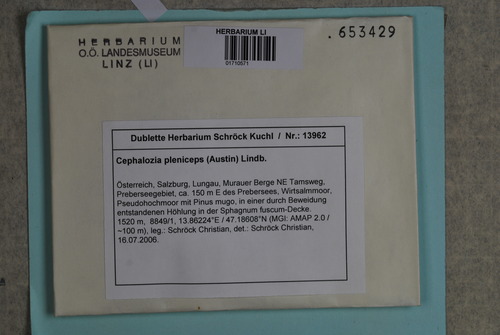 HERBARIUM
O.Ö. LANDESMUSEUM
LINZ (LI)
HERBARIUM LI
01710571
.653429
Dublette Herbarium Schröck Kuchl / Nr.: 13962
Cephalozia pleniceps (Austin) Lindb.
Österreich, Salzburg, Lungau, Murauer Berge NE Tamsweg,
Preberseegebiet, ca. 150 m E des Prebersees, Wirtsalmmoor,
Pseudohochmoor mit Pinus mugo, in einer durch Beweidung
entstandenen Höhlung in der Sphagnum fuscum-Decke.
1520 m, 8849/1, 13.86224°E / 47.18608°N (MGI: AMAP 2.0 /
~100 m), leg.: Schröck Christian, det.: Schröck Christian,
16.07.2006.